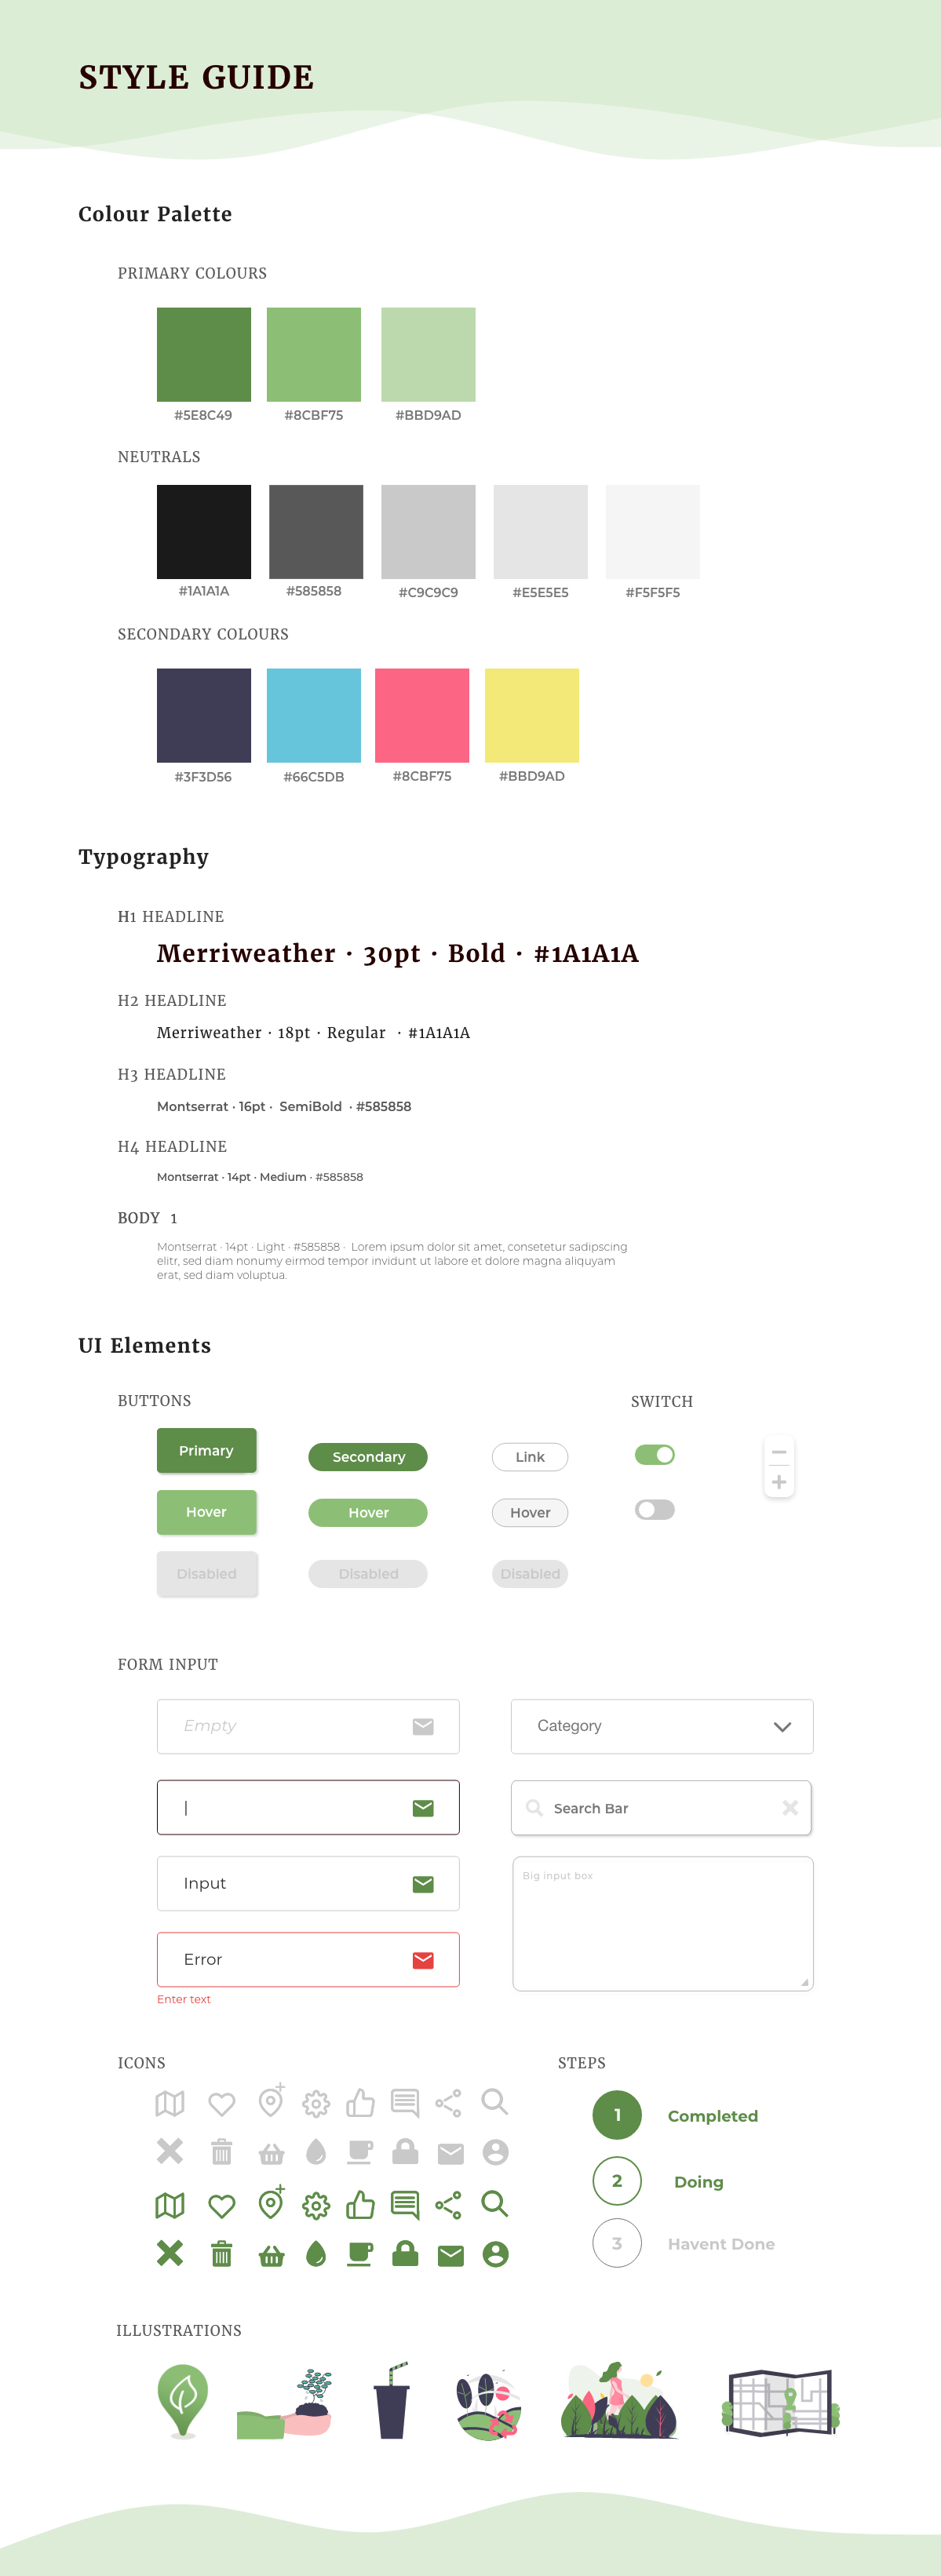 STYLE GUIDE
Colour Palette
PRIMARY COLOURS
#5E8C49 #8CBF75 #BBD9AD
NEUTRALS
#1A1A1A #585858 #C9C9C9 #E5E5E5 #F5F5F5
SECONDARY COLOURS
#3F3D56 #66C5DB #8CBF75 #BBD9AD
Typography
H1 HEADLINE
Merriweather · 30pt · Bold · #1A1A1A
H2 HEADLINE
Merriweather · 18pt · Regular · #1A1A1A
H3 HEADLINE
Montserrat · 16pt · SemiBold · #585858
H4 HEADLINE
Montserrat · 14pt · Medium · #585858
BODY 1
Montserrat · 14pt · Light · #585858 · Lorem ipsum dolor sit amet, consetetur sadipscing
elitr, sed diam nonumy eirmod tempor invidunt ut labore et dolore magna aliquyam
erat, sed diam voluptua.
UI Elements
BUTTONS SWITCH
Primary Secondary Link
Hover Hover Hover
Disabled Disabled Disabled
FORM INPUT
Empty Category
Search Bar
Input Big input box
Error
Enter text
ICONS STEPS
1 Completed
2 Doing
3 Havent Done
ILLUSTRATIONS